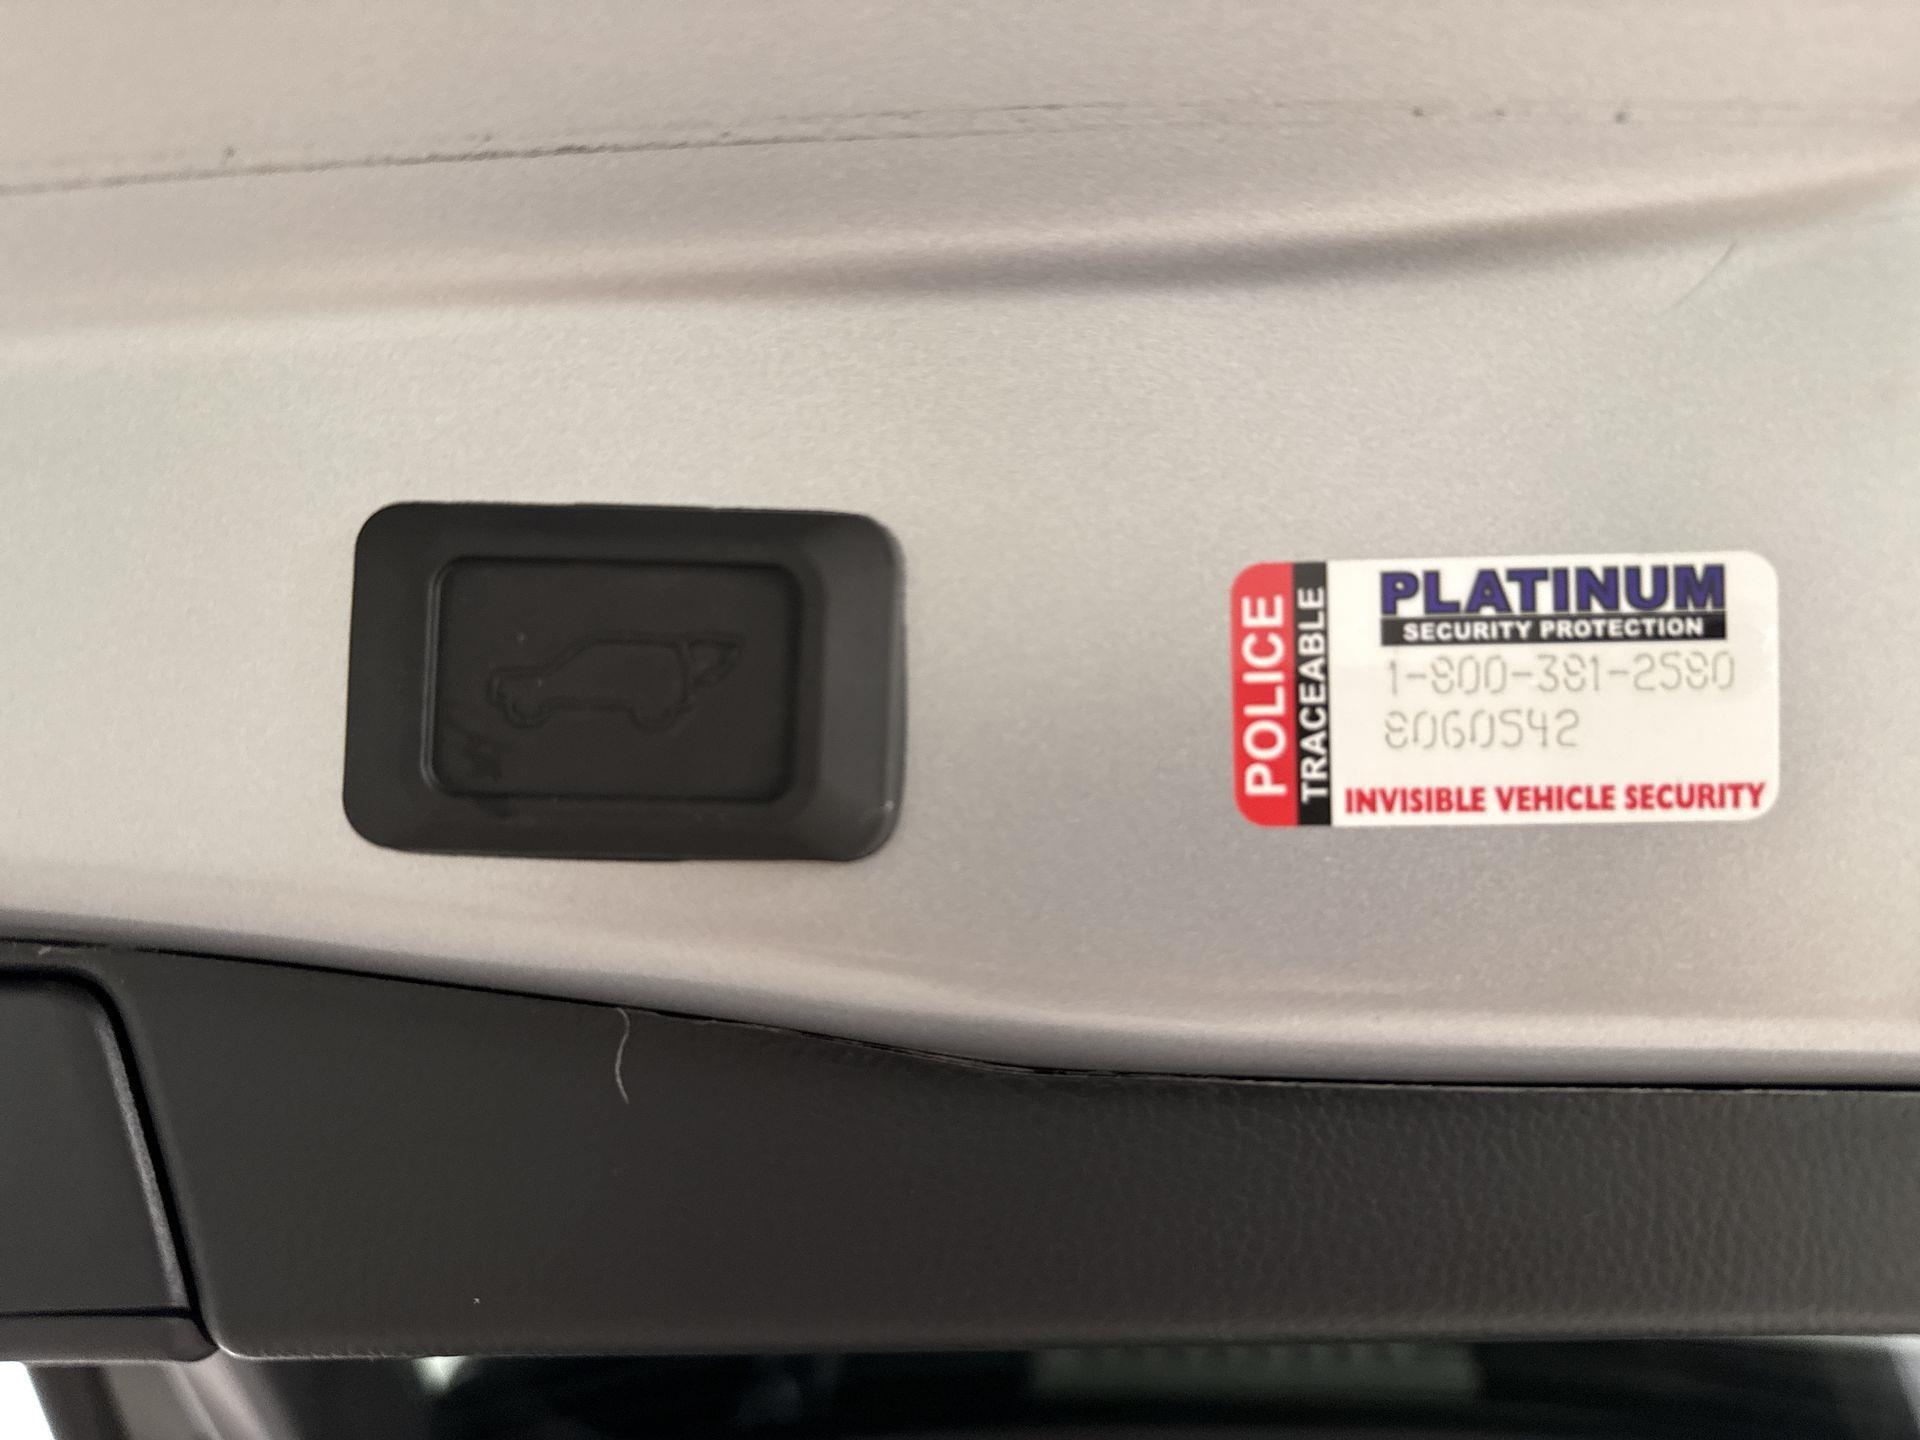 POLICE
TRACEABLE
PLATINUM
SECURITY PROTECTION
1-800-381-2580
8060542
INVISIBLE VEHICLE SECURITY